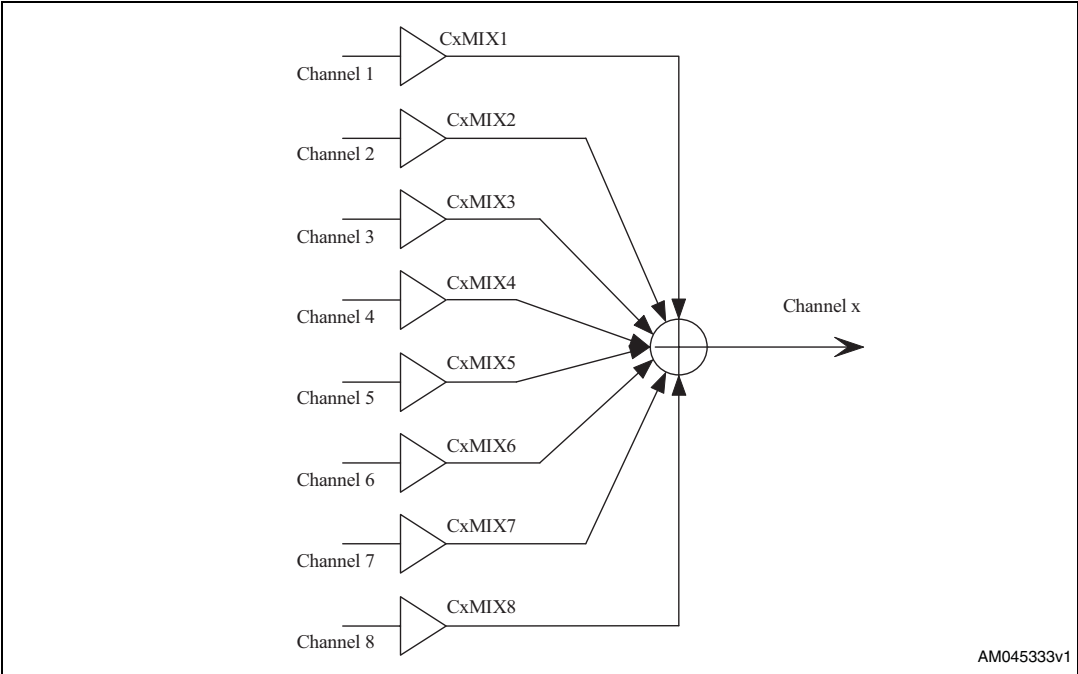 CxMIX1
Channel 1
CxMIX2
Channel 2
CxMIX3
Channel 3
CxMIX4
Channel 4
CxMIX5
Channel 5
CxMIX6
Channel 6
CxMIX7
Channel 7
CxMIX8
Channel 8
Channel x
AM045333v1